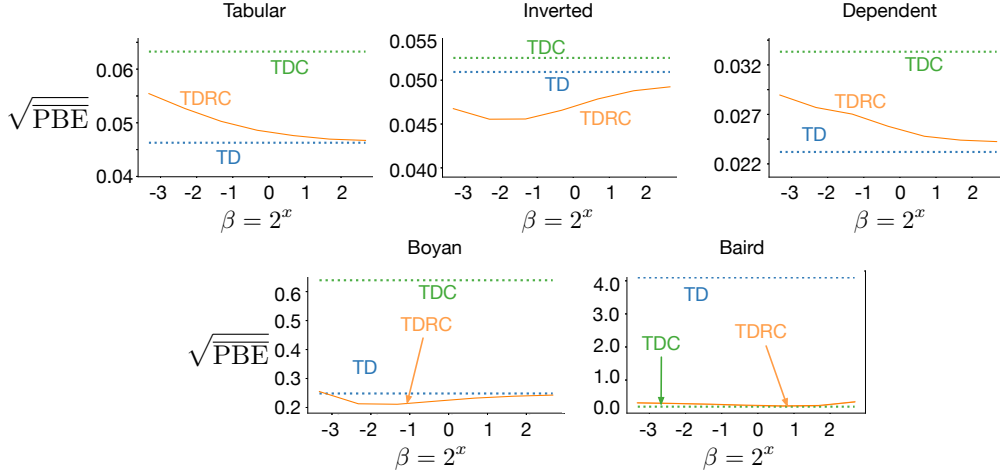 Tabular
0.06
0.05
0.04
TDC
TDRC
TD
-3 -2 -1 0 1 2
β = 2^x
√PBE
Inverted
0.055
0.050
0.045
0.040
TDC
TD
TDRC
-3 -2 -1 0 1 2
β = 2^x
Dependent
0.032
0.027
0.022
TDC
TDRC
TD
-3 -2 -1 0 1 2
β = 2^x
Boyan
0.6
0.5
0.4
0.3
0.2
TDC
TDRC
TD
-3 -2 -1 0 1 2
β = 2^x
√PBE
Baird
4.0
3.0
2.0
1.0
0.0
TD
TDC
TDRC
-3 -2 -1 0 1 2
β = 2^x